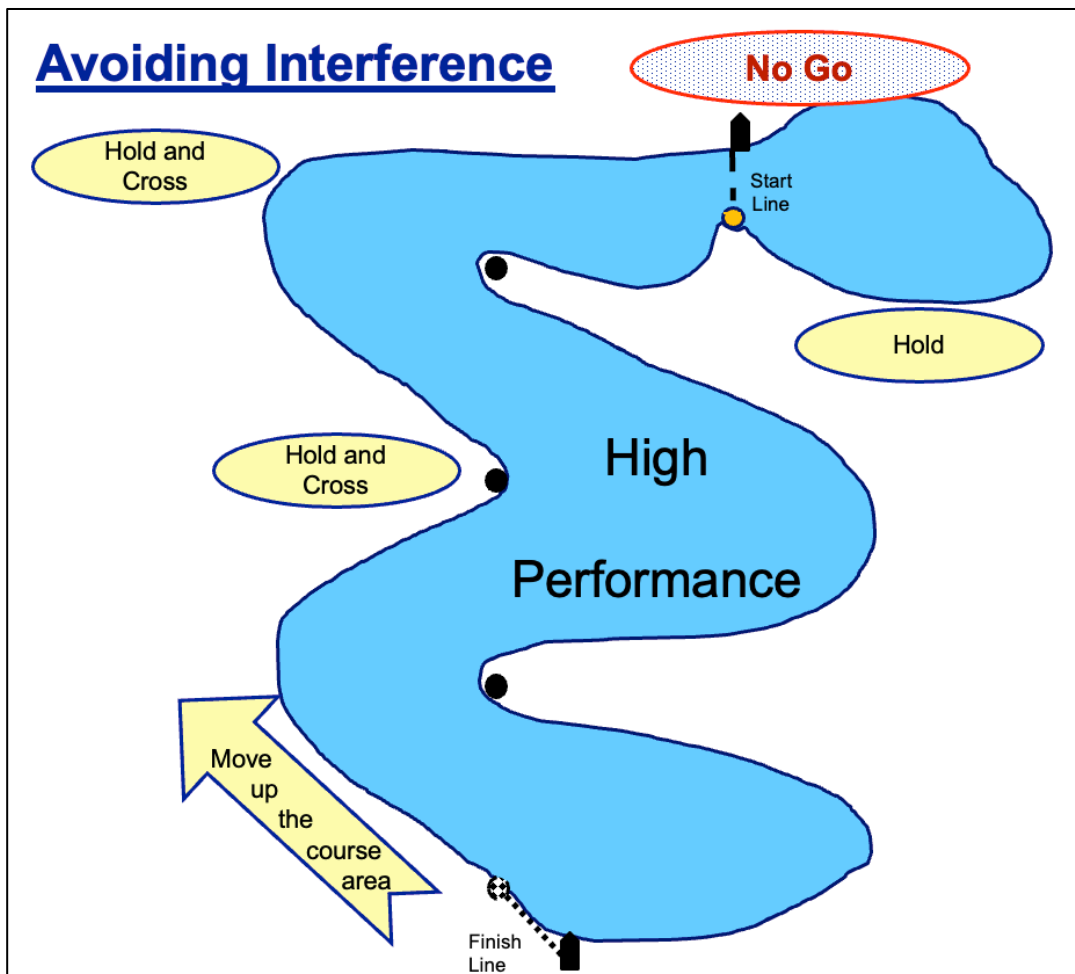 Avoiding Interference
No Go
Hold and
Cross
Start
Line
Hold
High
Hold and
Cross
Performance
Move
up
the
course
area
Finish
Line